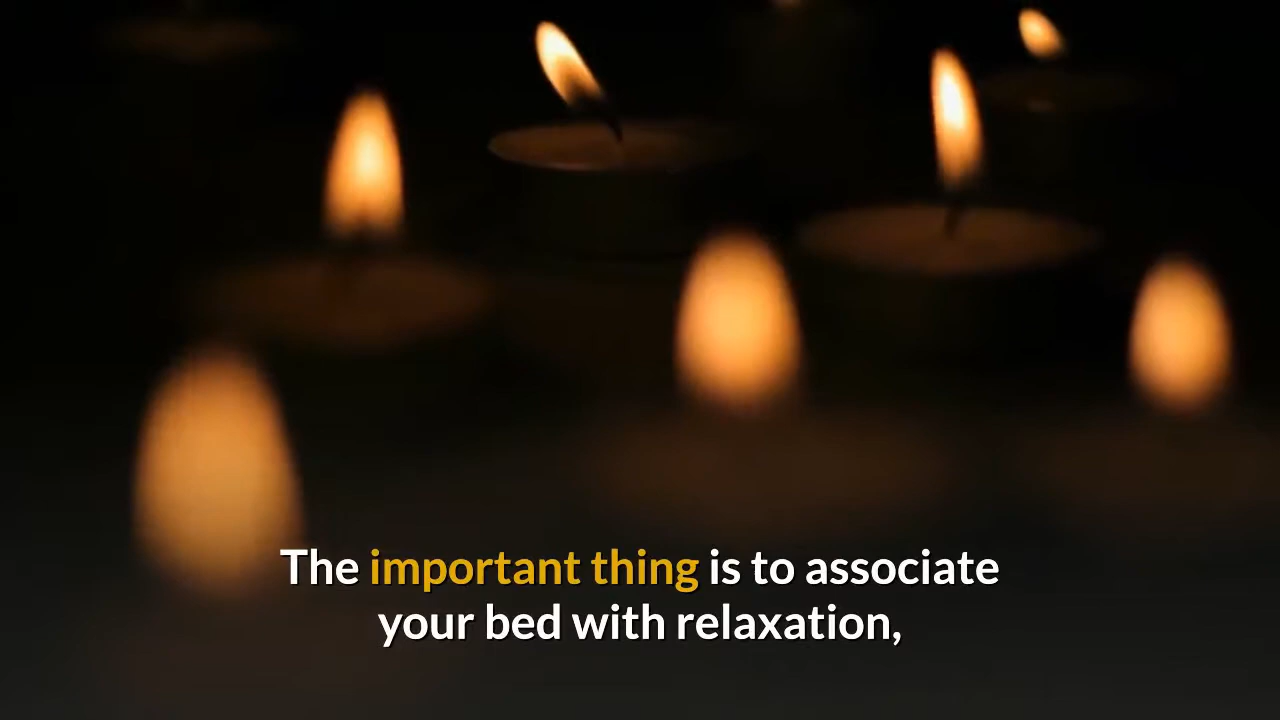 The important thing is to associate
your bed with relaxation,